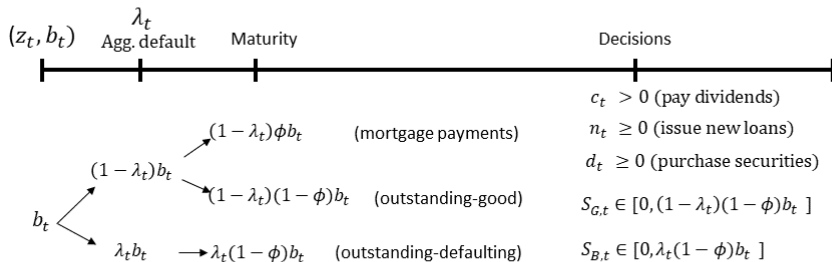 λ_t
(z_t, b_t) Agg. default Maturity Decisions
c_t > 0 (pay dividends)
(1 − λ_t)ϕb_t (mortgage payments) n_t ≥ 0 (issue new loans)
d_t ≥ 0 (purchase securities)
(1 − λ_t)b_t
(1 − λ_t)(1 − ϕ)b_t (outstanding-good) S_{G,t} ∈ [0, (1 − λ_t)(1 − ϕ)b_t ]
b_t
λ_t b_t λ_t(1 − ϕ)b_t (outstanding-defaulting) S_{B,t} ∈ [0, λ_t(1 − ϕ)b_t ]